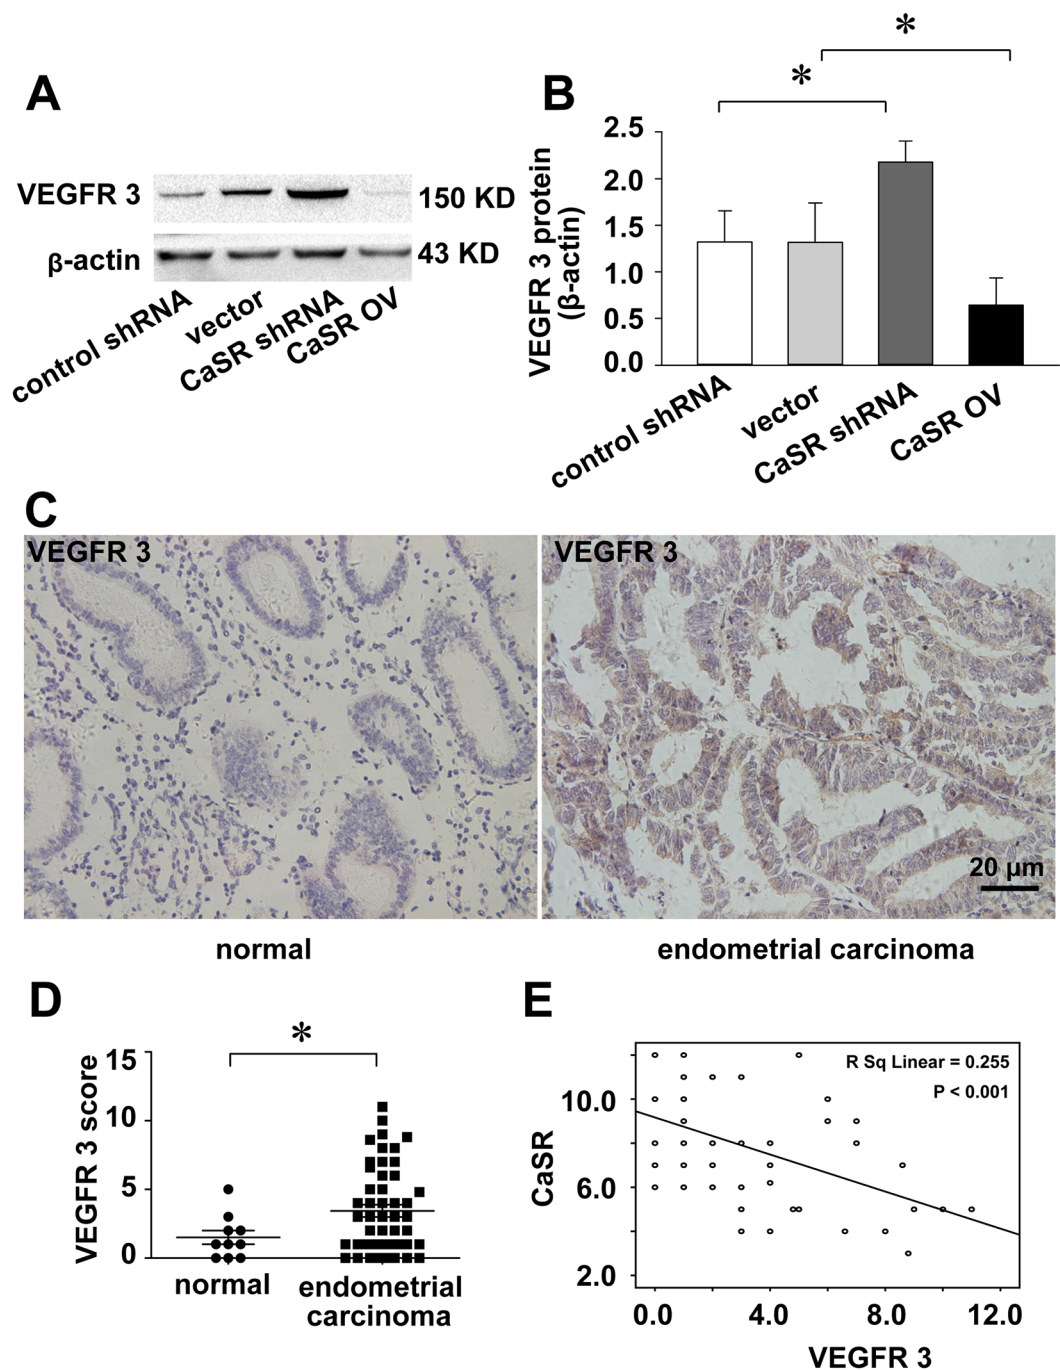 A
VEGFR 3
150 KD
β-actin
43 KD
control shRNA
vector
CaSR shRNA
CaSR OV
B
*
*
VEGFR 3 protein
(β-actin)
2.5
2.0
1.5
1.0
0.5
0.0
control shRNA
vector
CaSR shRNA
CaSR OV
C
VEGFR 3
VEGFR 3
20 μm
normal
endometrial carcinoma
D
*
VEGFR 3 score
15
10
5
0
normal
endometrial
carcinoma
E
R Sq Linear = 0.255
P < 0.001
CaSR
10.0
6.0
2.0
0.0
4.0
8.0
12.0
VEGFR 3